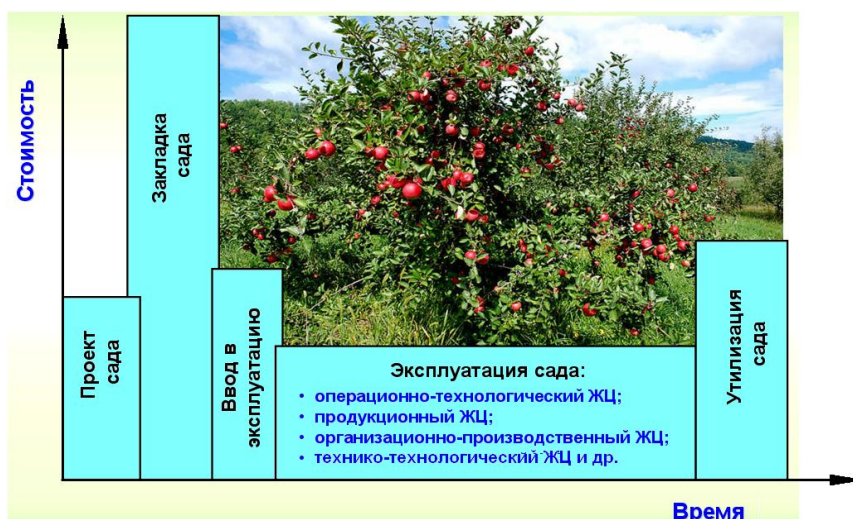 Стоимость
Проект
сада
Закладка
сада
Ввод в
эксплуатацию
Эксплуатация сада:
• операционно-технологический ЖЦ;
• продукционный ЖЦ;
• организационно-производственный ЖЦ;
• технико-технологический ЖЦ и др.
Утилизация
сада
Время